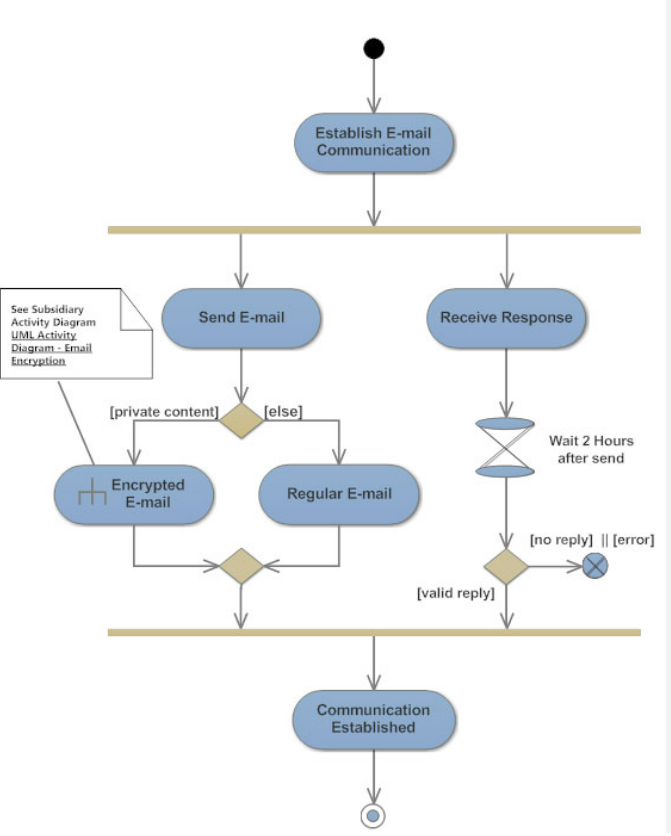 Establish E-mail
Communication
See Subsidiary
Activity Diagram
UML Activity
Diagram - Email
Encryption
Send E-mail
Receive Response
[private content]
[else]
Wait 2 Hours
after send
Encrypted
E-mail
Regular E-mail
[no reply] || [error]
[valid reply]
Communication
Established